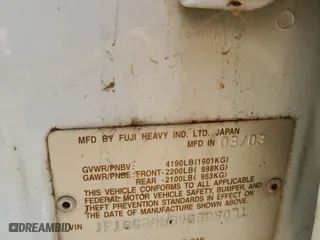 MFD BY FUJI HEAVY IND. LTD. JAPAN
MFD IN 03/03
GVWR/PNBV: 4190LB(1901KG)
GAWR/PNBE:FRONT-2200LB( 998KG)
REAR -2100LB( 953KG)
THIS VEHICLE CONFORMS TO ALL APPLICABLE
FEDERAL MOTOR VEHICLE SAFETY, BUMPER, AND
THEFT PREVENTION STANDARDS IN EFFECT ON
THE DATE OF MANUFACTURE SHOWN ABOVE.
VIN
DREAMBID